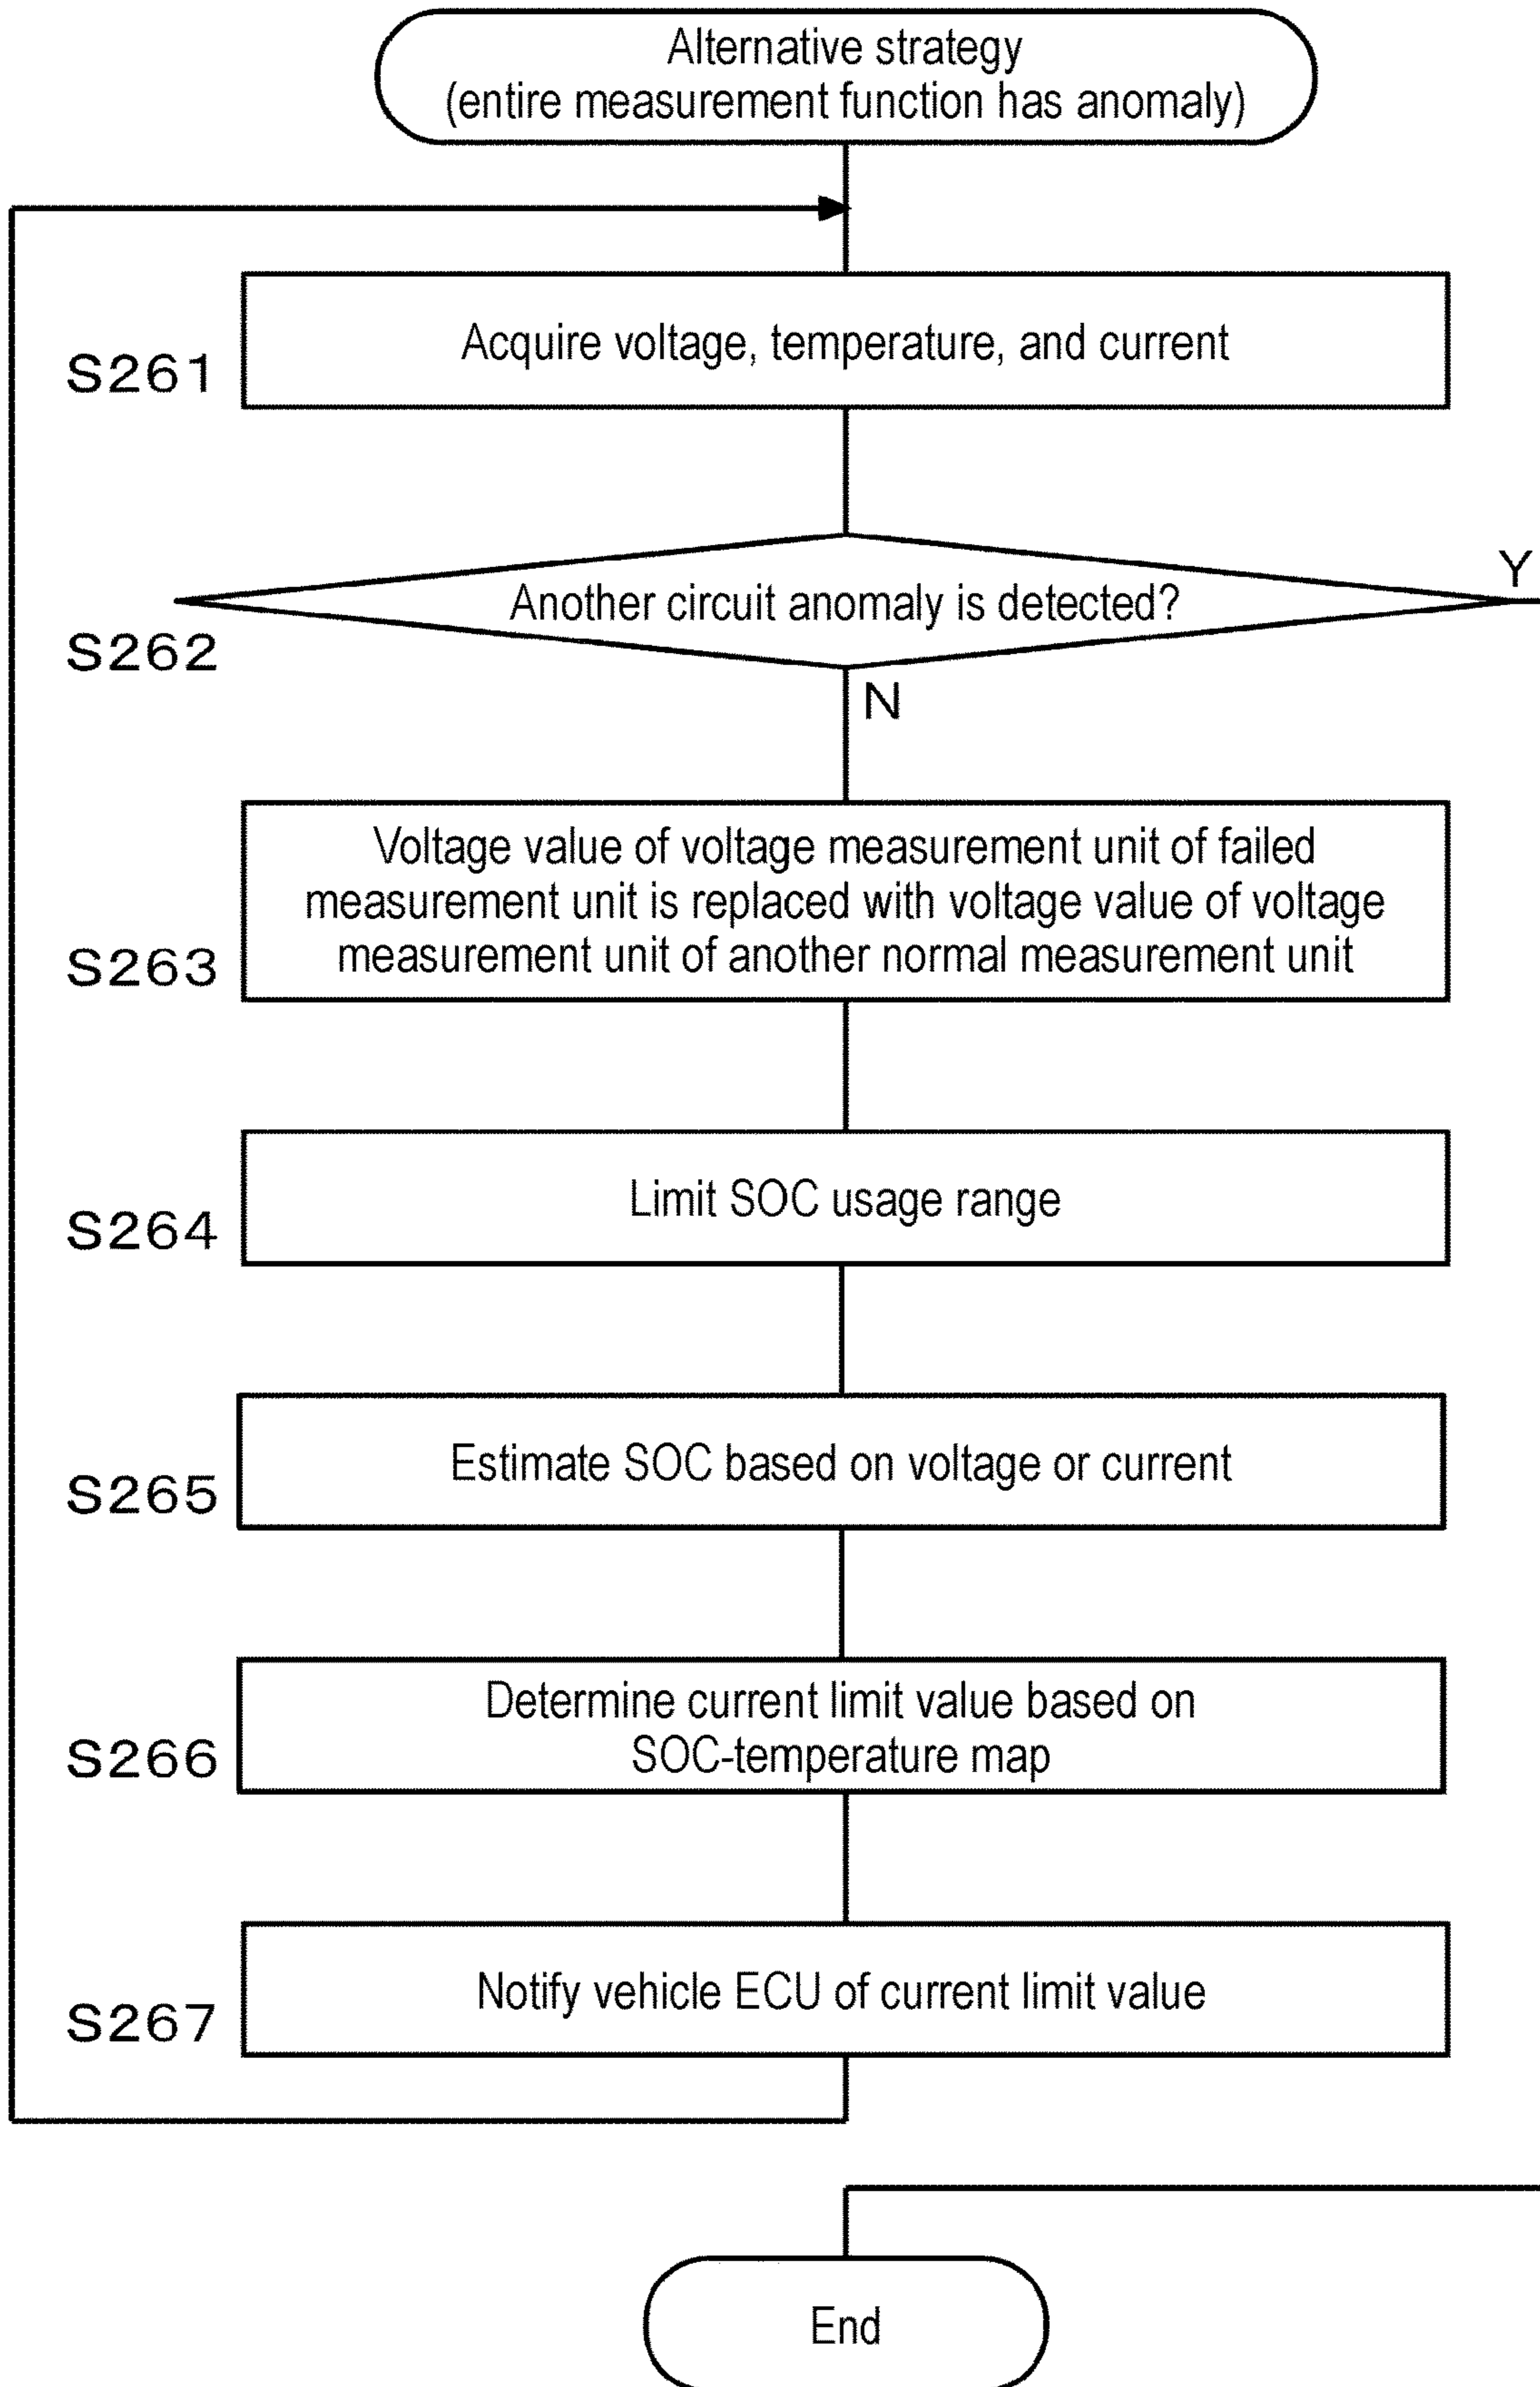 Alternative strategy
(entire measurement function has anomaly)
S261
Acquire voltage, temperature, and current
S262
Another circuit anomaly is detected?
Y
N
S263
Voltage value of voltage measurement unit of failed
measurement unit is replaced with voltage value of voltage
measurement unit of another normal measurement unit
S264
Limit SOC usage range
S265
Estimate SOC based on voltage or current
S266
Determine current limit value based on
SOC-temperature map
S267
Notify vehicle ECU of current limit value
End